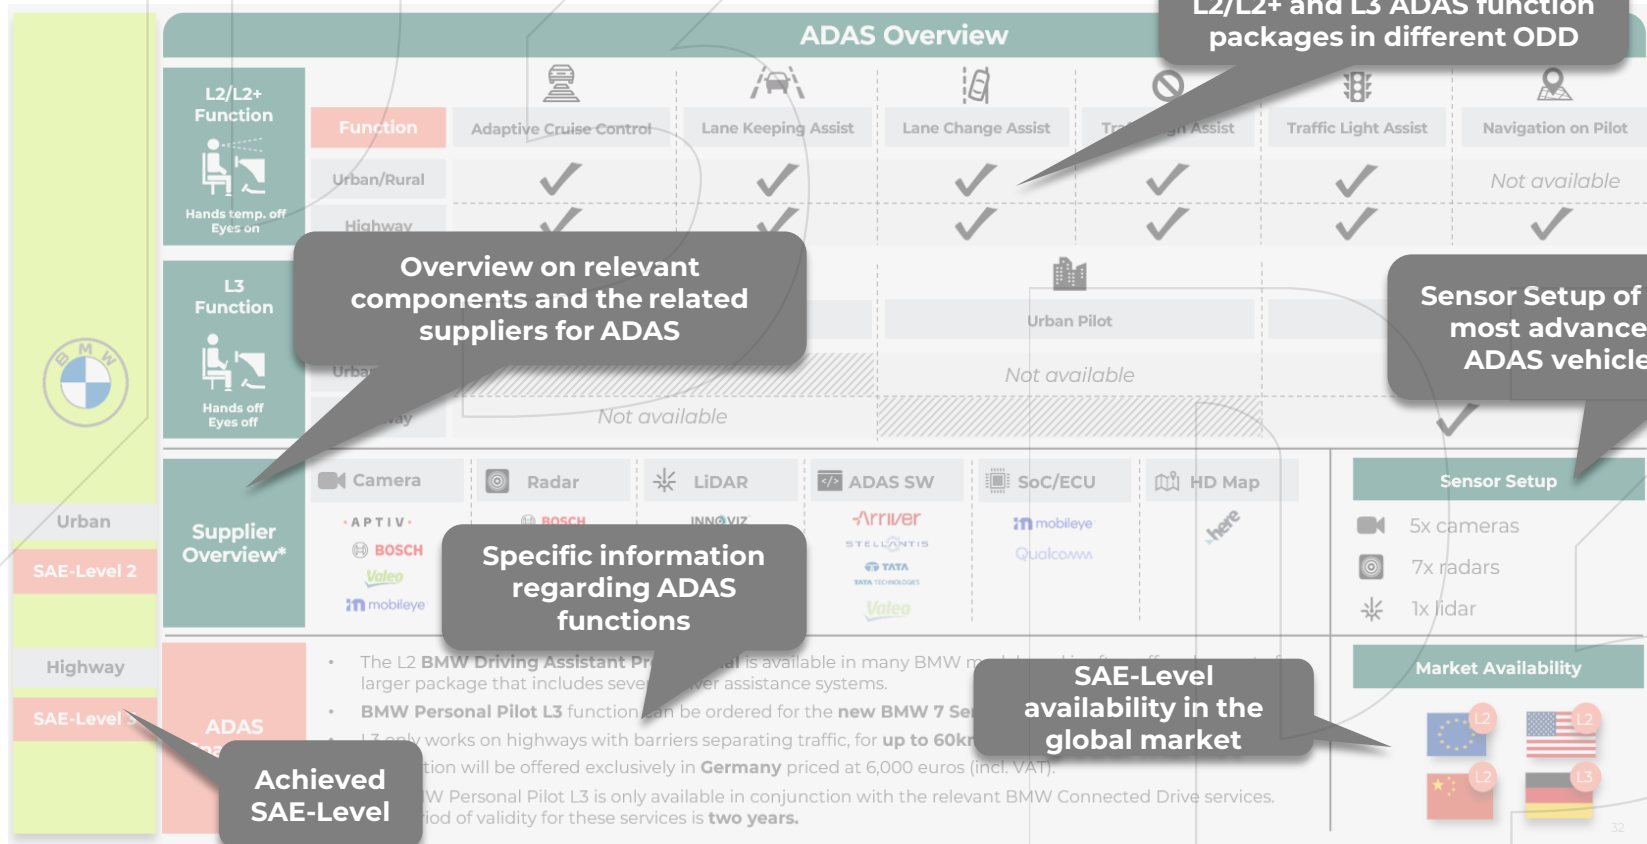 L2/L2+ and L3 ADAS function
packages in different ODD
ADAS Overview
L2/L2+
Function
Hands temp. off
Eyes on
Function
Adaptive Cruise Control
Lane Keeping Assist
Lane Change Assist
Assist
Traffic Light Assist
Navigation on Pilot
Urban/Rural
Not available
Highway
Overview on relevant
components and the related
suppliers for ADAS
L3
Function
Hands off
Eyes off
Urban Pilot
Not available
Not available
Sensor Setup of
most advance
ADAS vehicle
BMW
Urban
SAE-Level 2
Highway
SAE-Level 3
Achieved
SAE-Level
Supplier
Overview*
Camera
Radar
LiDAR
ADAS SW
SoC/ECU
HD Map
· APTIV ·
BOSCH
Valeo
mobileye
BOSCH
INNOVIZ
Arriver
STELLANTIS
TATA
TATA TECHNOLOGIES
Valeo
mobileye
Qualcomm
here
Specific information
regarding ADAS
functions
Sensor Setup
5x cameras
7x radars
1x lidar
ADAS
• The L2 BMW Driving Assistant is available in many BMW
larger package that includes assistance systems.
• BMW Personal Pilot L3 function can be ordered for the new BMW 7
• L3 only works on highways with barriers separating traffic, for up to
will be offered exclusively in Germany priced at 6,000 euros (incl. VAT).
Personal Pilot L3 is only available in conjunction with the relevant BMW Connected Drive services.
of validity for these services is two years.
SAE-Level
availability in the
global market
Market Availability
L2
L2
L2
L3
32